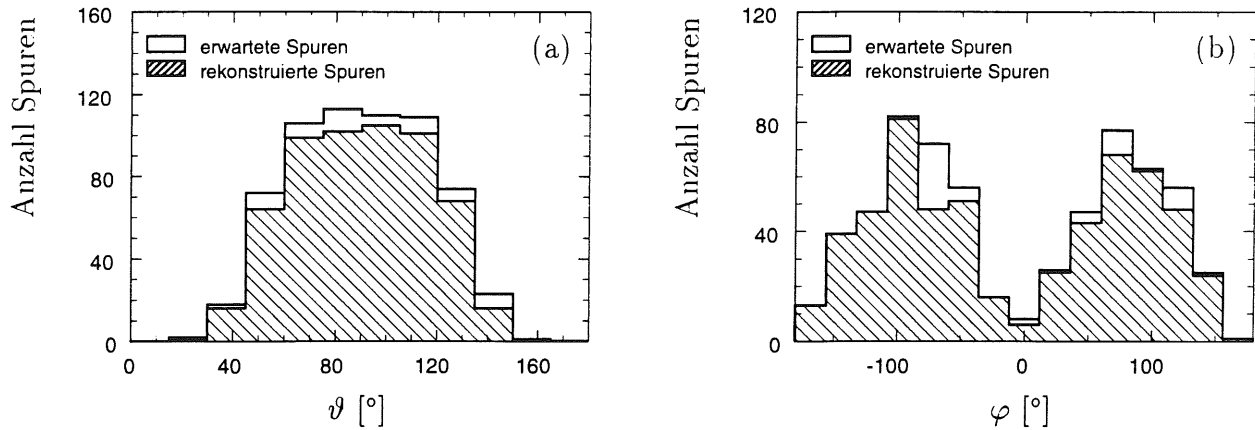 160
120
80
40
0
0
40
80
120
160
Anzahl Spuren
ϑ [°]
erwartete Spuren
rekonstruierte Spuren
(a)
120
80
40
0
-100
0
100
Anzahl Spuren
φ [°]
erwartete Spuren
rekonstruierte Spuren
(b)